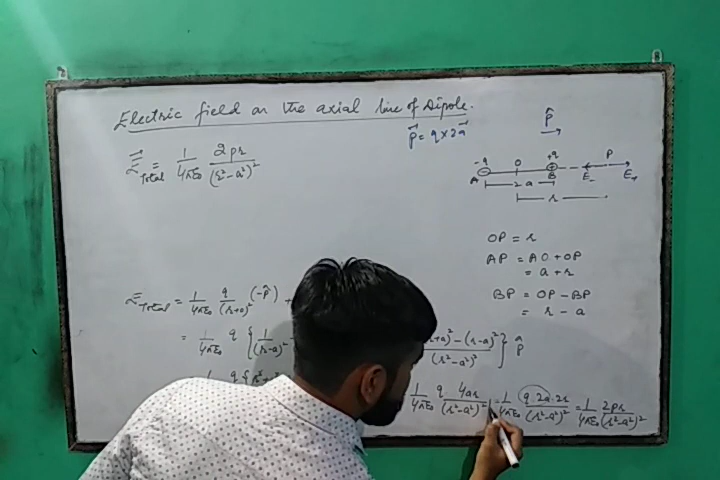 Electric field on the axial line of Dipole.
p⃗ = q × 2a⃗
p̂
E⃗Total = 1/4πε₀ 2pr/(r²-a²)²
-q O +q P
A B E₋ E₊
2a
r
OP = r
AP = AO + OP
= a + r
BP = OP - BP
= r - a
ETotal = 1/4πε₀ q/(r+a)² (-p̂) +
= 1/4πε₀ q { 1/(r-a)² -
+a)² - (r-a)²/(r²-a²)² } p̂
1/4πε₀ q 4ar/(r²-a²)² = 1/4πε₀ q.2a.2r/(r²-a²)² = 1/4πε₀ 2pr/(r²-a²)²